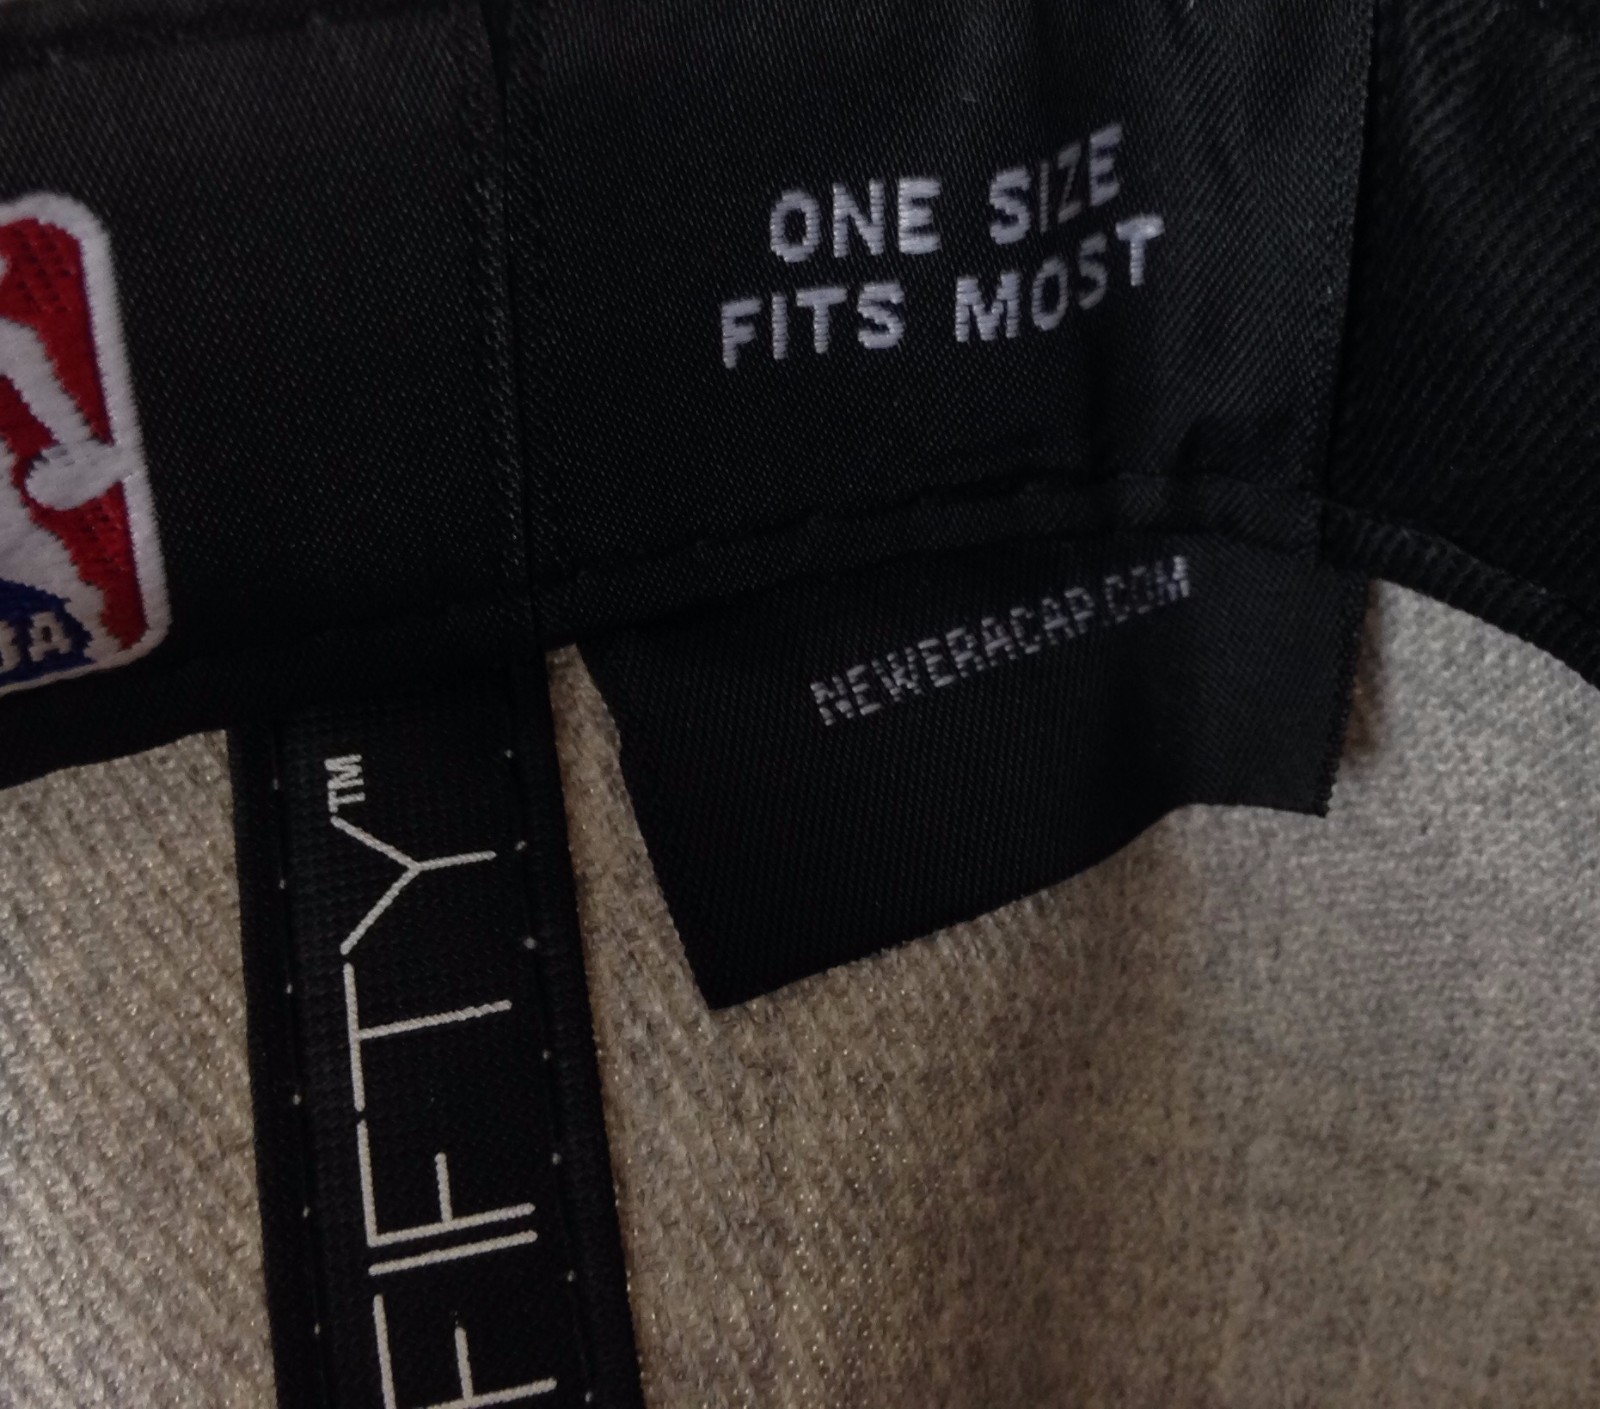 ONE SIZE
FITS MOST
NEWERACAP.COM
FIFTY™